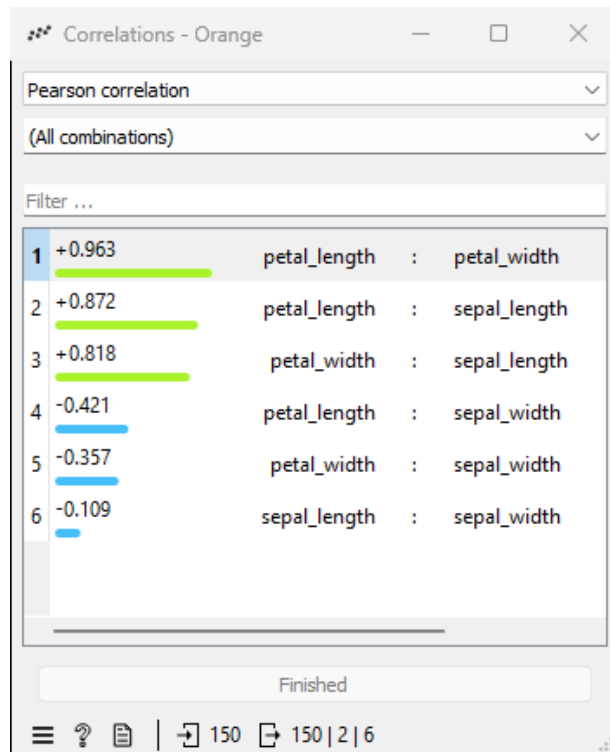 Correlations - Orange
Pearson correlation
(All combinations)
Filter ...
1 +0.963 petal_length : petal_width
2 +0.872 petal_length : sepal_length
3 +0.818 petal_width : sepal_length
4 -0.421 petal_length : sepal_width
5 -0.357 petal_width : sepal_width
6 -0.109 sepal_length : sepal_width
Finished
? 150 150 | 2 | 6